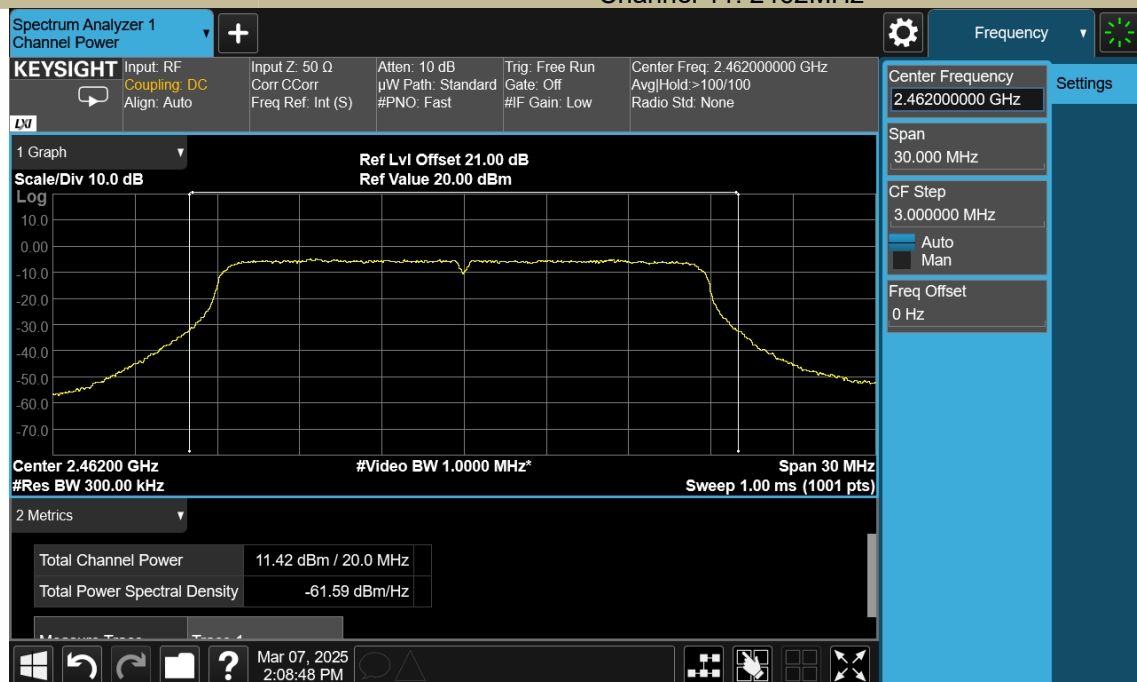 Channel 11: 2462MHz
Spectrum Analyzer 1
Channel Power
Frequency
KEYSIGHT
LXI
Input: RF
Coupling: DC
Align: Auto
Input Z: 50 Ω
Corr CCorr
Freq Ref: Int (S)
Atten: 10 dB
µW Path: Standard
#PNO: Fast
Trig: Free Run
Gate: Off
#IF Gain: Low
Center Freq: 2.462000000 GHz
Avg|Hold:>100/100
Radio Std: None
Center Frequency
2.462000000 GHz
Settings
Span
30.000 MHz
CF Step
3.000000 MHz
Auto
Man
Freq Offset
0 Hz
1 Graph
Scale/Div 10.0 dB
Ref Lvl Offset 21.00 dB
Ref Value 20.00 dBm
Log
10.0
0.00
-10.0
-20.0
-30.0
-40.0
-50.0
-60.0
-70.0
Center 2.46200 GHz
#Res BW 300.00 kHz
#Video BW 1.0000 MHz*
Span 30 MHz
Sweep 1.00 ms (1001 pts)
2 Metrics
Total Channel Power 11.42 dBm / 20.0 MHz
Total Power Spectral Density -61.59 dBm/Hz
Measure Trace Trace 1
?
Mar 07, 2025
2:08:48 PM